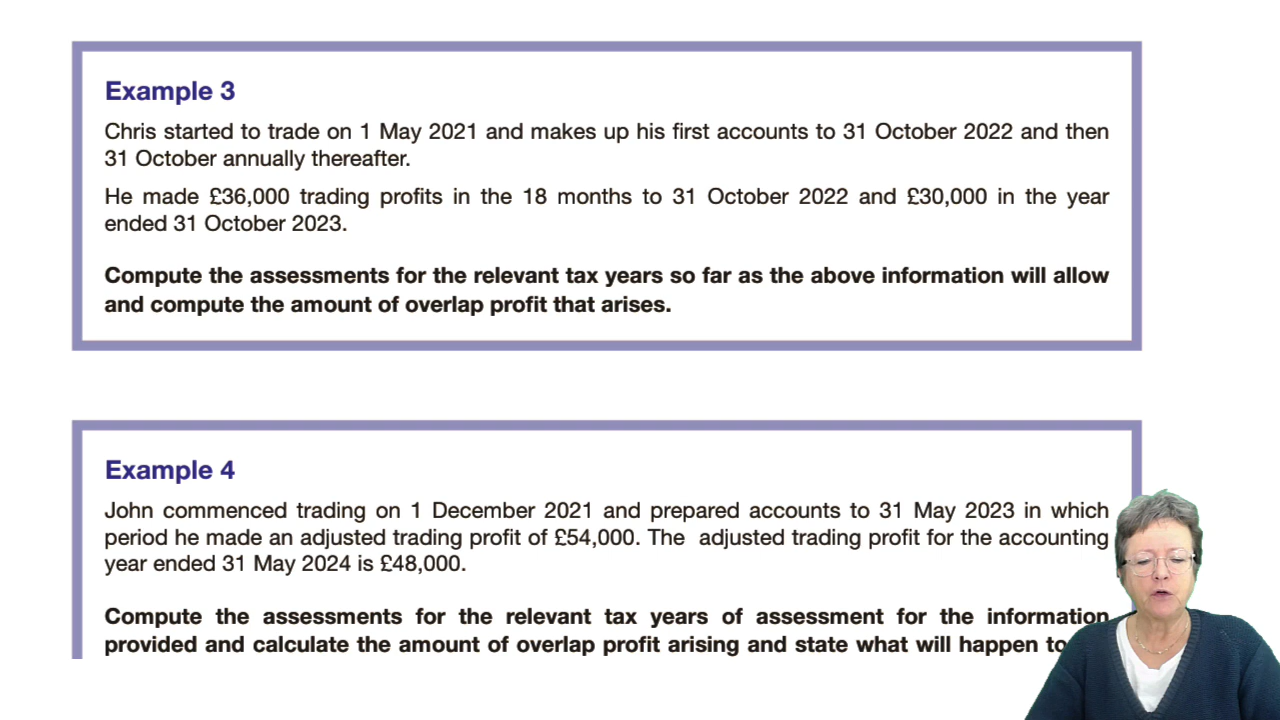 Example 3
Chris started to trade on 1 May 2021 and makes up his first accounts to 31 October 2022 and then
31 October annually thereafter.
He made £36,000 trading profits in the 18 months to 31 October 2022 and £30,000 in the year
ended 31 October 2023.
Compute the assessments for the relevant tax years so far as the above information will allow
and compute the amount of overlap profit that arises.
Example 4
John commenced trading on 1 December 2021 and prepared accounts to 31 May 2023 in which
period he made an adjusted trading profit of £54,000. The adjusted trading profit for the accounting
year ended 31 May 2024 is £48,000.
Compute the assessments for the relevant tax years of assessment for the information
provided and calculate the amount of overlap profit arising and state what will happen to